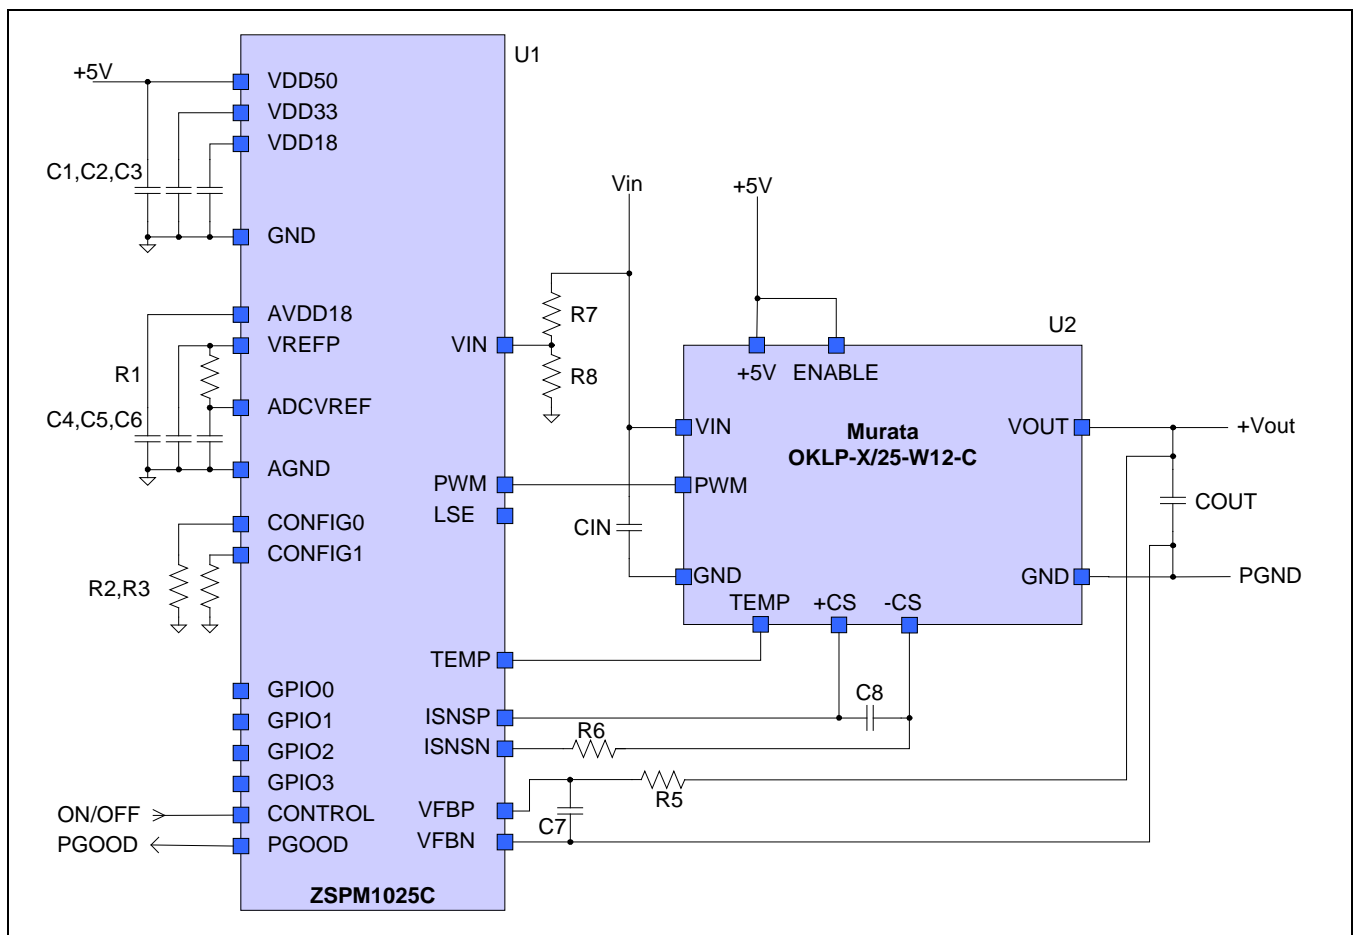 U1
+5V
VDD50
VDD33
VDD18
C1,C2,C3
GND
AVDD18
VREFP
R1
ADCVREF
C4,C5,C6
AGND
CONFIG0
CONFIG1
R2,R3
GPIO0
GPIO1
GPIO2
GPIO3
ON/OFF
CONTROL
PGOOD
PGOOD
ZSPM1025C
VIN
PWM
LSE
TEMP
ISNSP
ISNSN
VFBP
VFBN
Vin
R7
R8
CIN
+5V
U2
+5V
ENABLE
VIN
Murata
OKLP-X/25-W12-C
VOUT
PWM
GND
GND
TEMP
+CS
-CS
+Vout
COUT
PGND
C8
R6
R5
C7